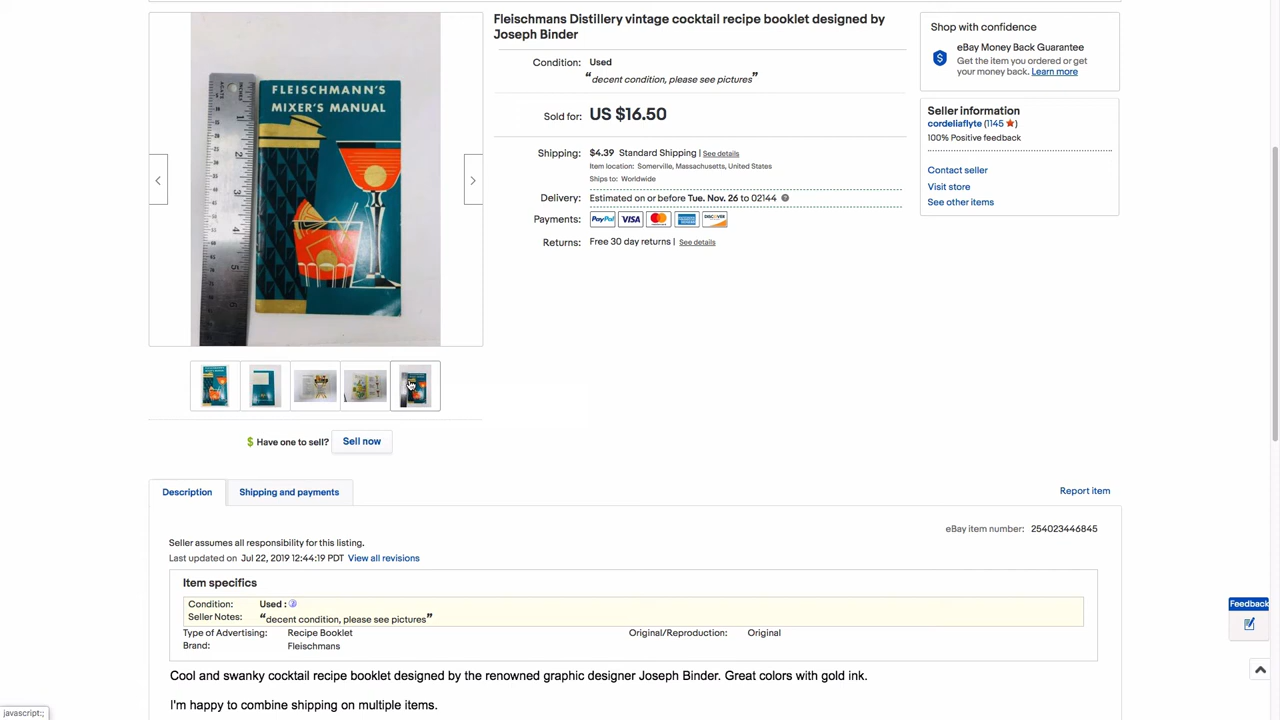 Fleischmans Distillery vintage cocktail recipe booklet designed by
Joseph Binder
Condition: Used
"decent condition, please see pictures"
Sold for: US $16.50
Shipping: $4.39 Standard Shipping | See details
Item location: Somerville, Massachusetts, United States
Ships to: Worldwide
Delivery: Estimated on or before Tue. Nov. 26 to 02144
Payments: PayPal VISA
Returns: Free 30 day returns | See details
Shop with confidence
eBay Money Back Guarantee
Get the item you ordered or get
your money back. Learn more
Seller information
cordeliaflyte (1145 )
100% Positive feedback
Contact seller
Visit store
See other items
FLEISCHMANN'S
MIXER'S MANUAL
1
2
3
4
5
6
Have one to sell? Sell now
Description Shipping and payments
Report item
eBay item number: 254023446845
Seller assumes all responsibility for this listing.
Last updated on Jul 22, 2019 12:44:19 PDT View all revisions
Item specifics
Condition: Used :
Seller Notes: "decent condition, please see pictures"
Type of Advertising: Recipe Booklet Original/Reproduction: Original
Brand: Fleischmans
Cool and swanky cocktail recipe booklet designed by the renowned graphic designer Joseph Binder. Great colors with gold ink.
I'm happy to combine shipping on multiple items.
Feedback
javascript:;